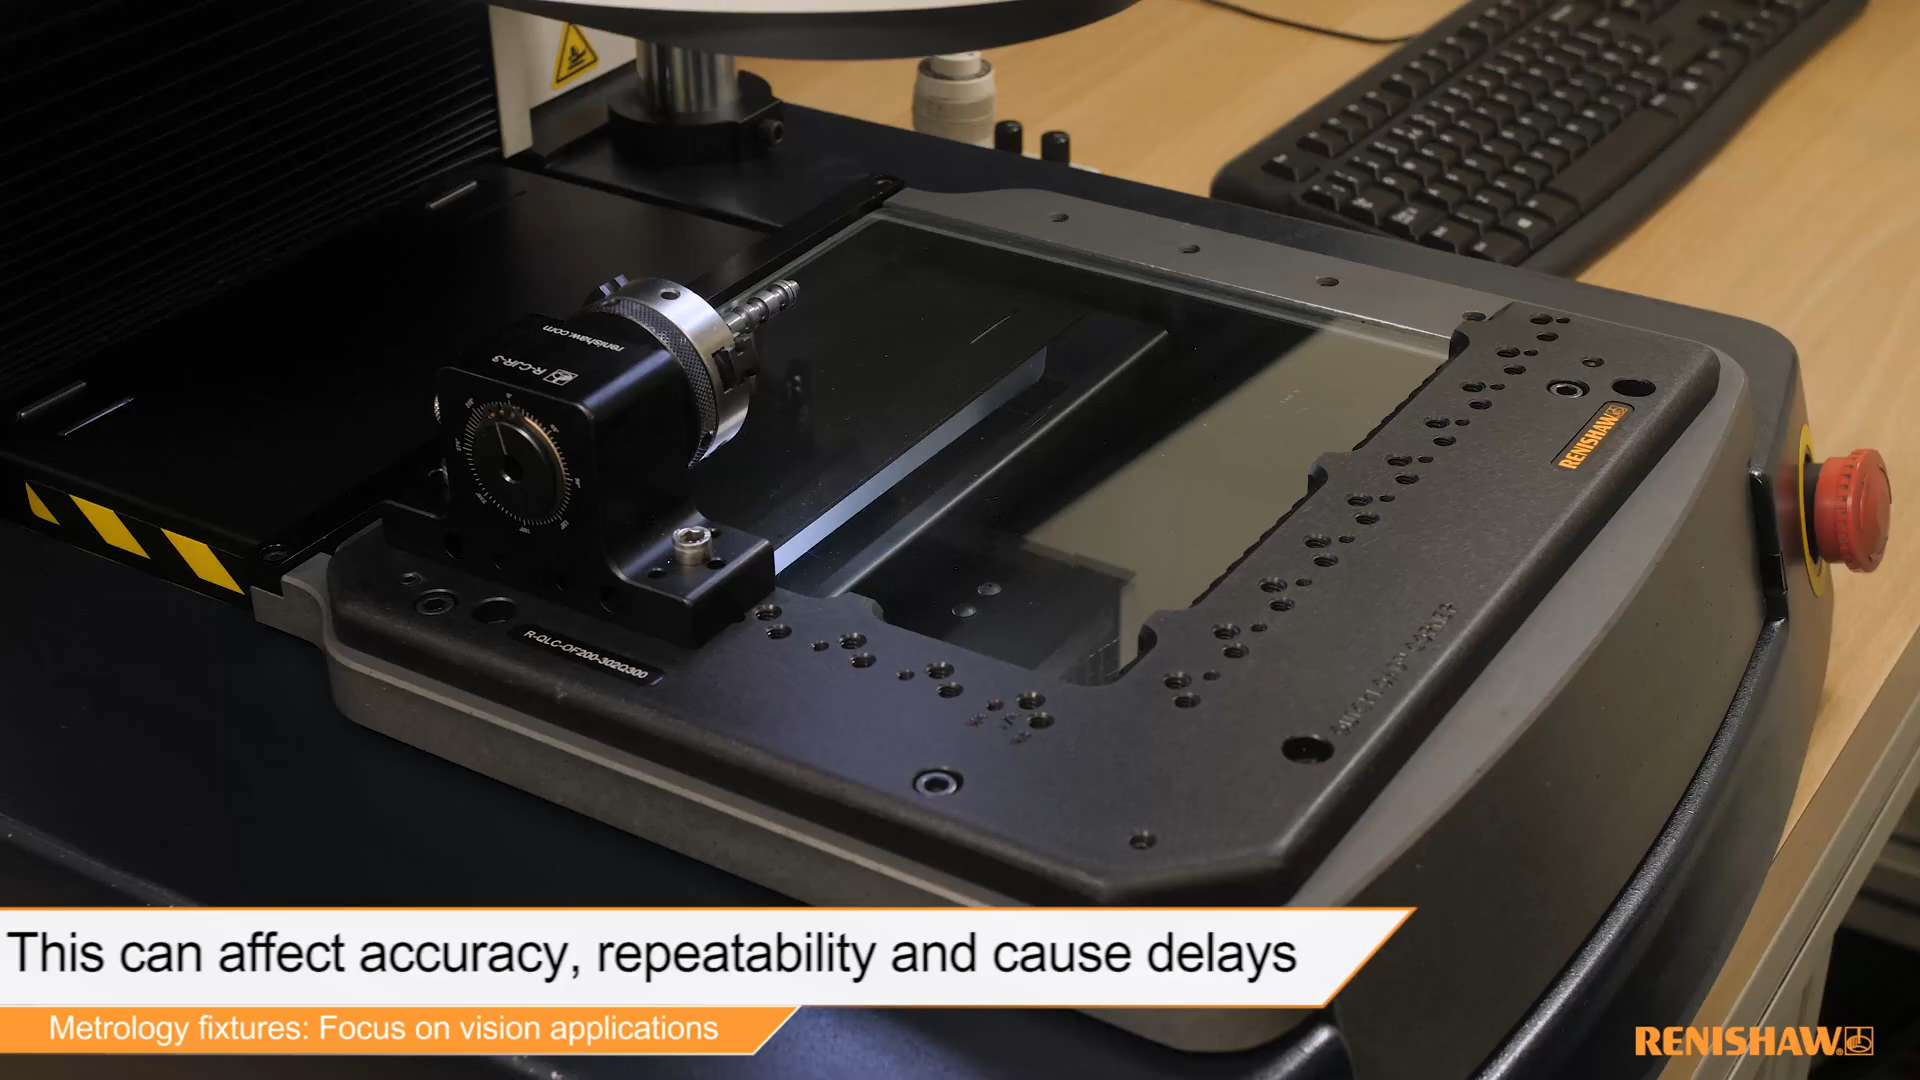 renishaw.com
R-CJR-3
RENISHAW
R-QLC-OF200-302Q300
This can affect accuracy, repeatability and cause delays
Metrology fixtures: Focus on vision applications
RENISHAW